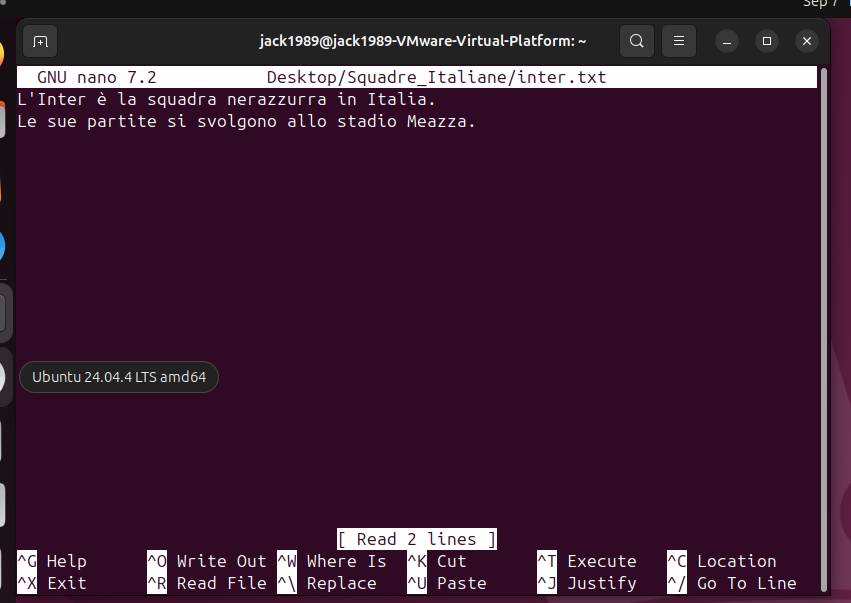 Sep 7
jack1989@jack1989-VMware-Virtual-Platform: ~
GNU nano 7.2 Desktop/Squadre_Italiane/inter.txt
L'Inter è la squadra nerazzurra in Italia.
Le sue partite si svolgono allo stadio Meazza.
Ubuntu 24.04.4 LTS amd64
[ Read 2 lines ]
^G Help ^O Write Out ^W Where Is ^K Cut ^T Execute ^C Location
^X Exit ^R Read File ^\ Replace ^U Paste ^J Justify ^/ Go To Line